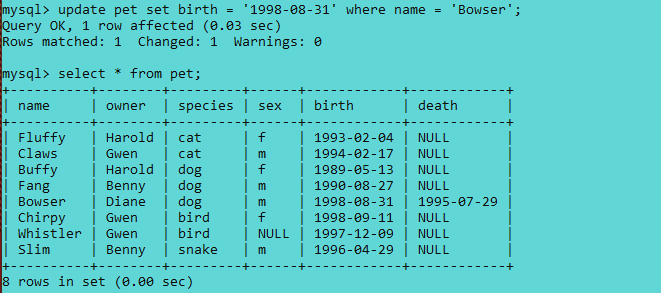 mysql> update pet set birth = '1998-08-31' where name = 'Bowser';
Query OK, 1 row affected (0.03 sec)
Rows matched: 1  Changed: 1  Warnings: 0
mysql> select * from pet;
+----------+--------+---------+------+------------+------------+
| name     | owner  | species | sex  | birth      | death      |
+----------+--------+---------+------+------------+------------+
| Fluffy   | Harold | cat     | f    | 1993-02-04 | NULL       |
| Claws    | Gwen   | cat     | m    | 1994-02-17 | NULL       |
| Buffy    | Harold | dog     | f    | 1989-05-13 | NULL       |
| Fang     | Benny  | dog     | m    | 1990-08-27 | NULL       |
| Bowser   | Diane  | dog     | m    | 1998-08-31 | 1995-07-29 |
| Chirpy   | Gwen   | bird    | f    | 1998-09-11 | NULL       |
| Whistler | Gwen   | bird    | NULL | 1997-12-09 | NULL       |
| Slim     | Benny  | snake   | m    | 1996-04-29 | NULL       |
+----------+--------+---------+------+------------+------------+
8 rows in set (0.00 sec)